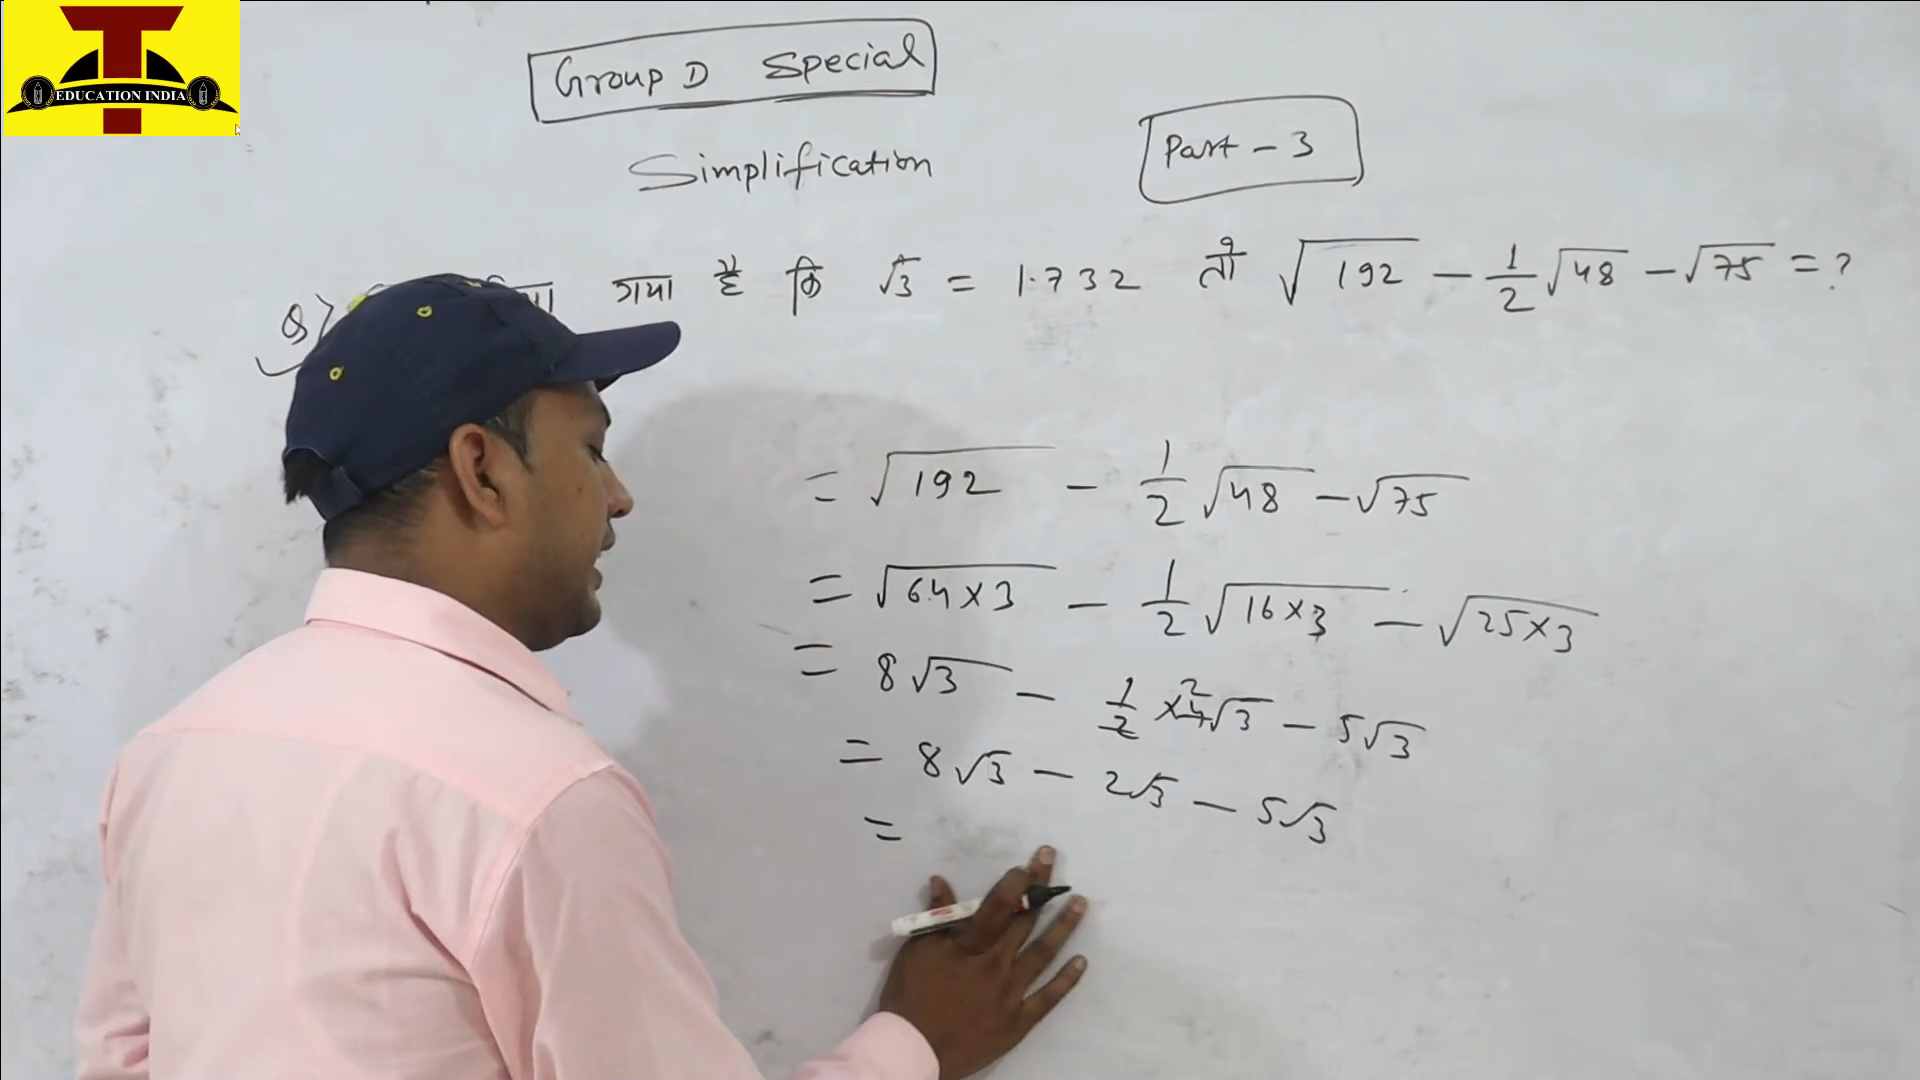 EDUCATION INDIA
Group D Special
Simplification
Part - 3
Q) गया है कि √3 = 1.732 तो √192 - 1/2 √48 - √75 = ?
= √192 - 1/2 √48 - √75
= √64×3 - 1/2 √16×3 - √25×3
= 8√3 - 1/2 × 4 2 √3 - 5√3
= 8√3 - 2√3 - 5√3
=